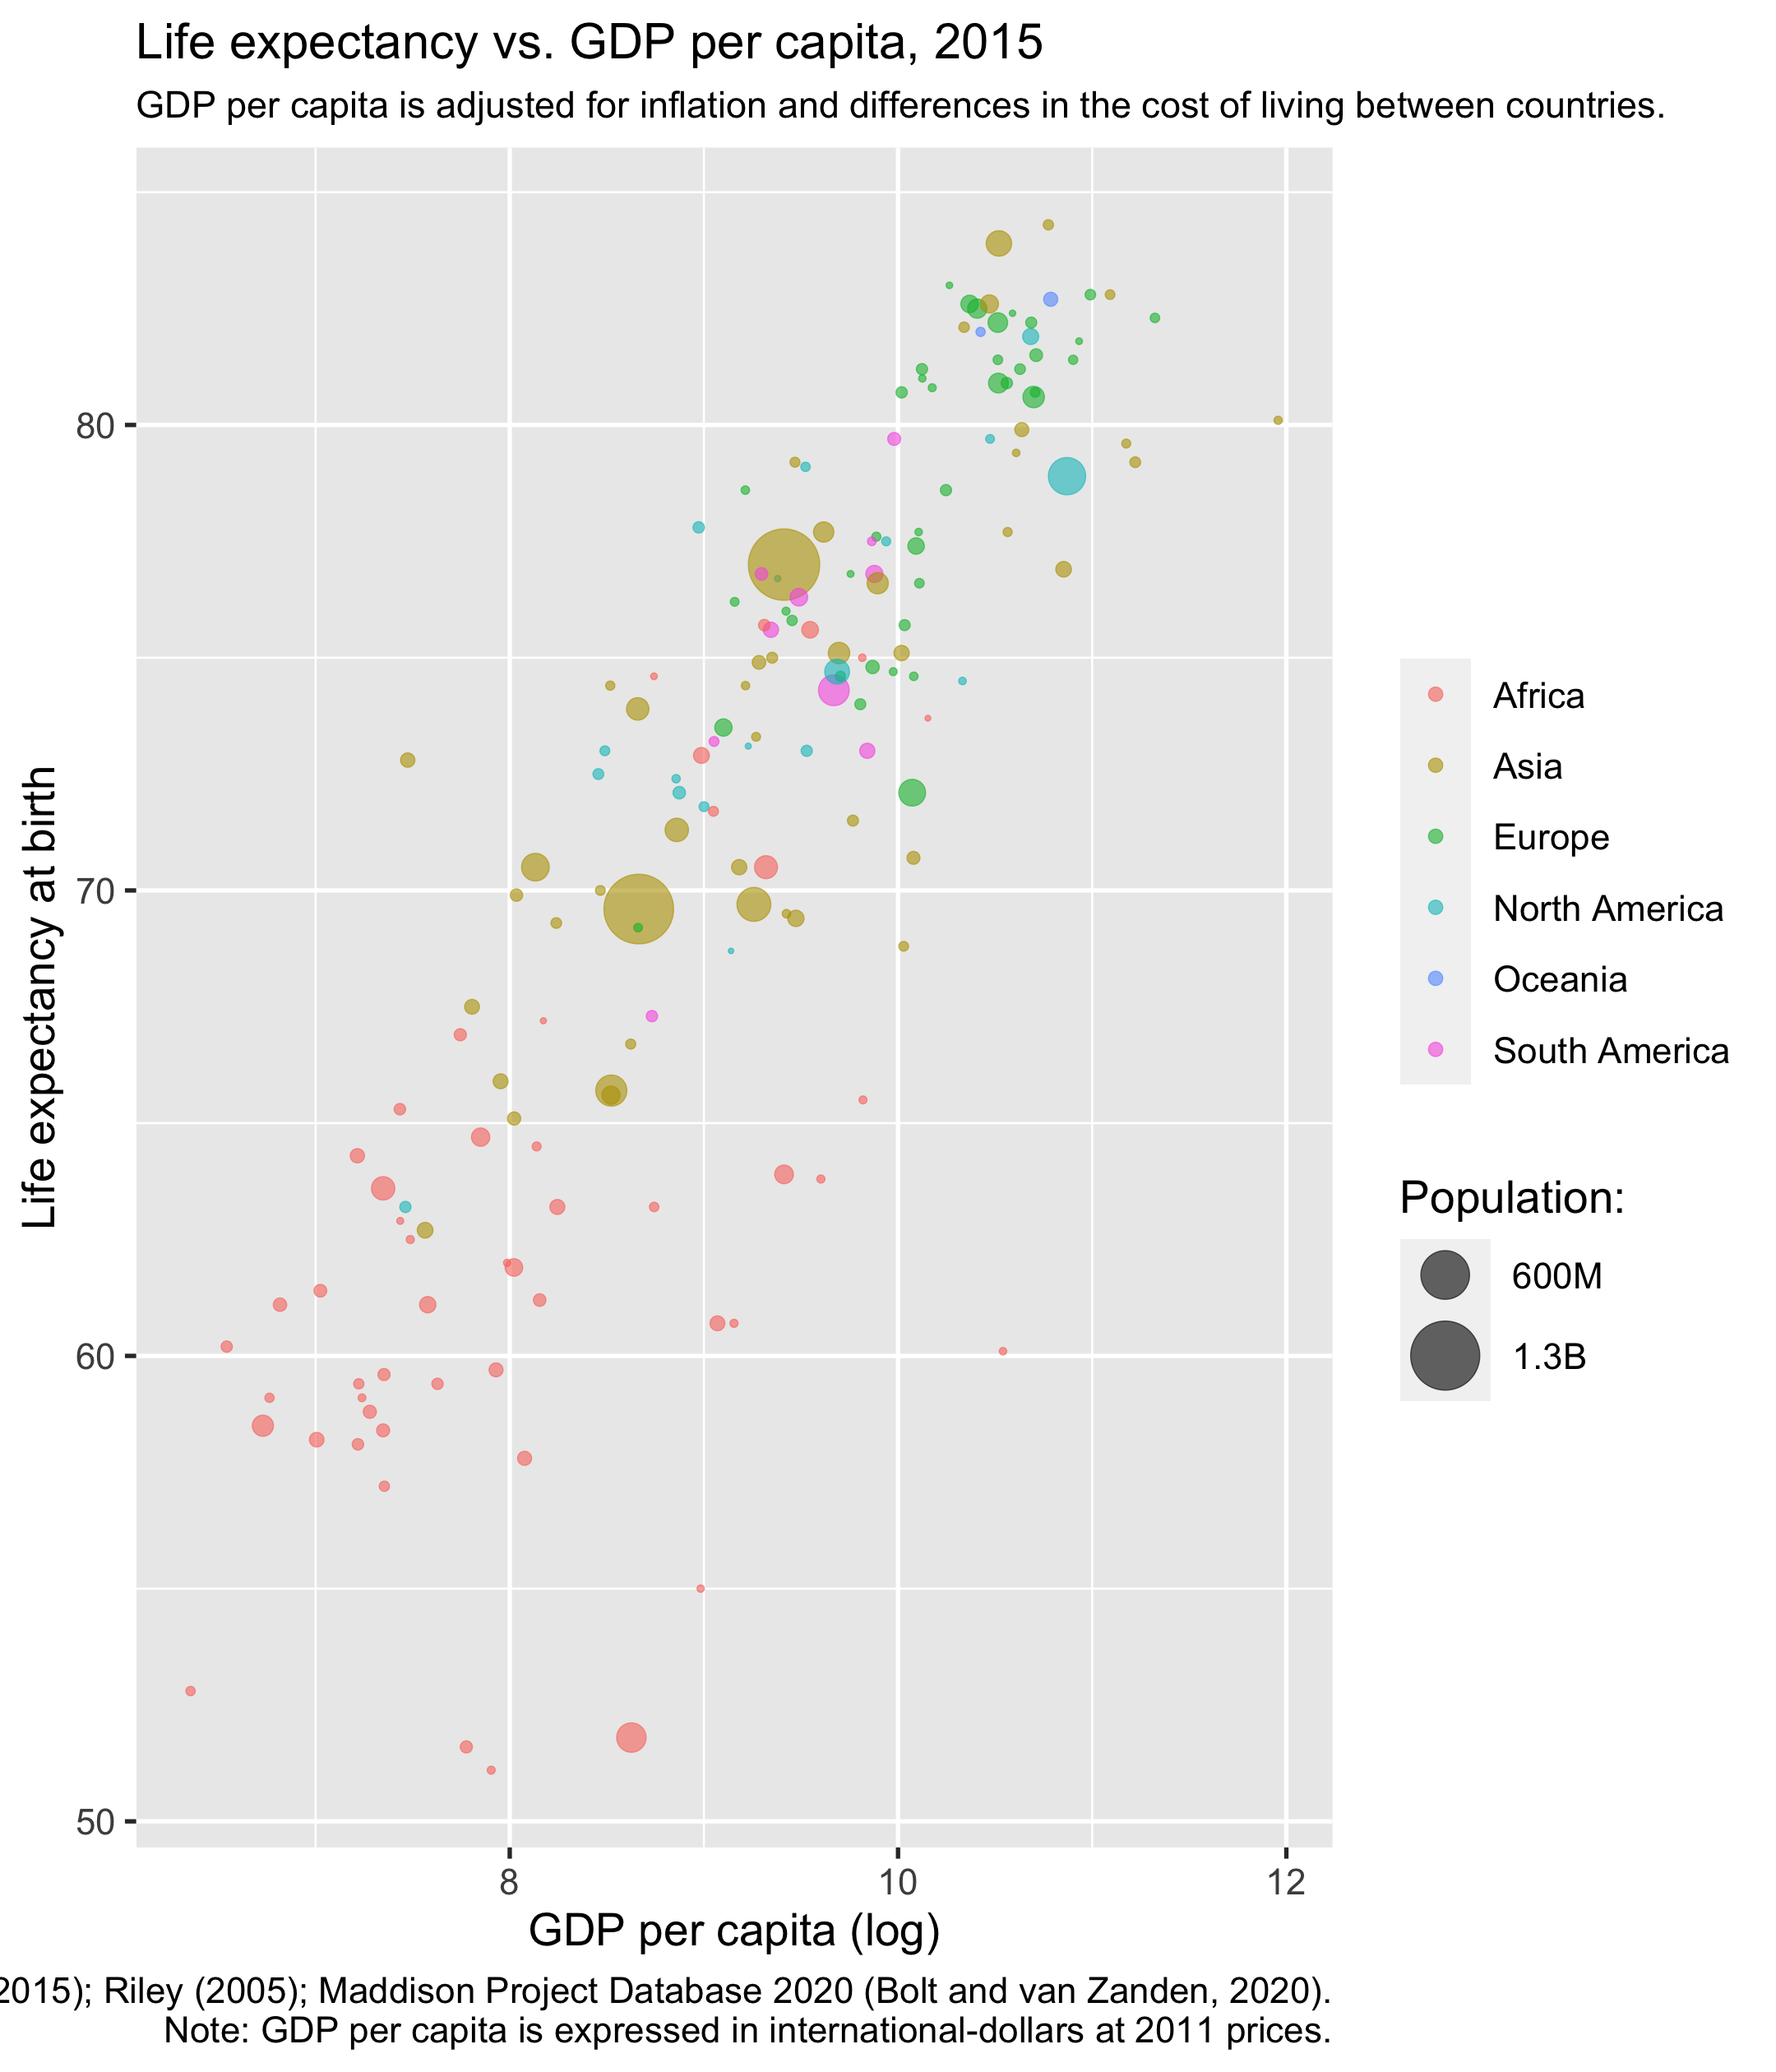 Life expectancy vs. GDP per capita, 2015
GDP per capita is adjusted for inflation and differences in the cost of living between countries.
Life expectancy at birth
80
70
60
50
8
10
12
GDP per capita (log)
Africa
Asia
Europe
North America
Oceania
South America
Population:
600M
1.3B
2015); Riley (2005); Maddison Project Database 2020 (Bolt and van Zanden, 2020).
Note: GDP per capita is expressed in international-dollars at 2011 prices.